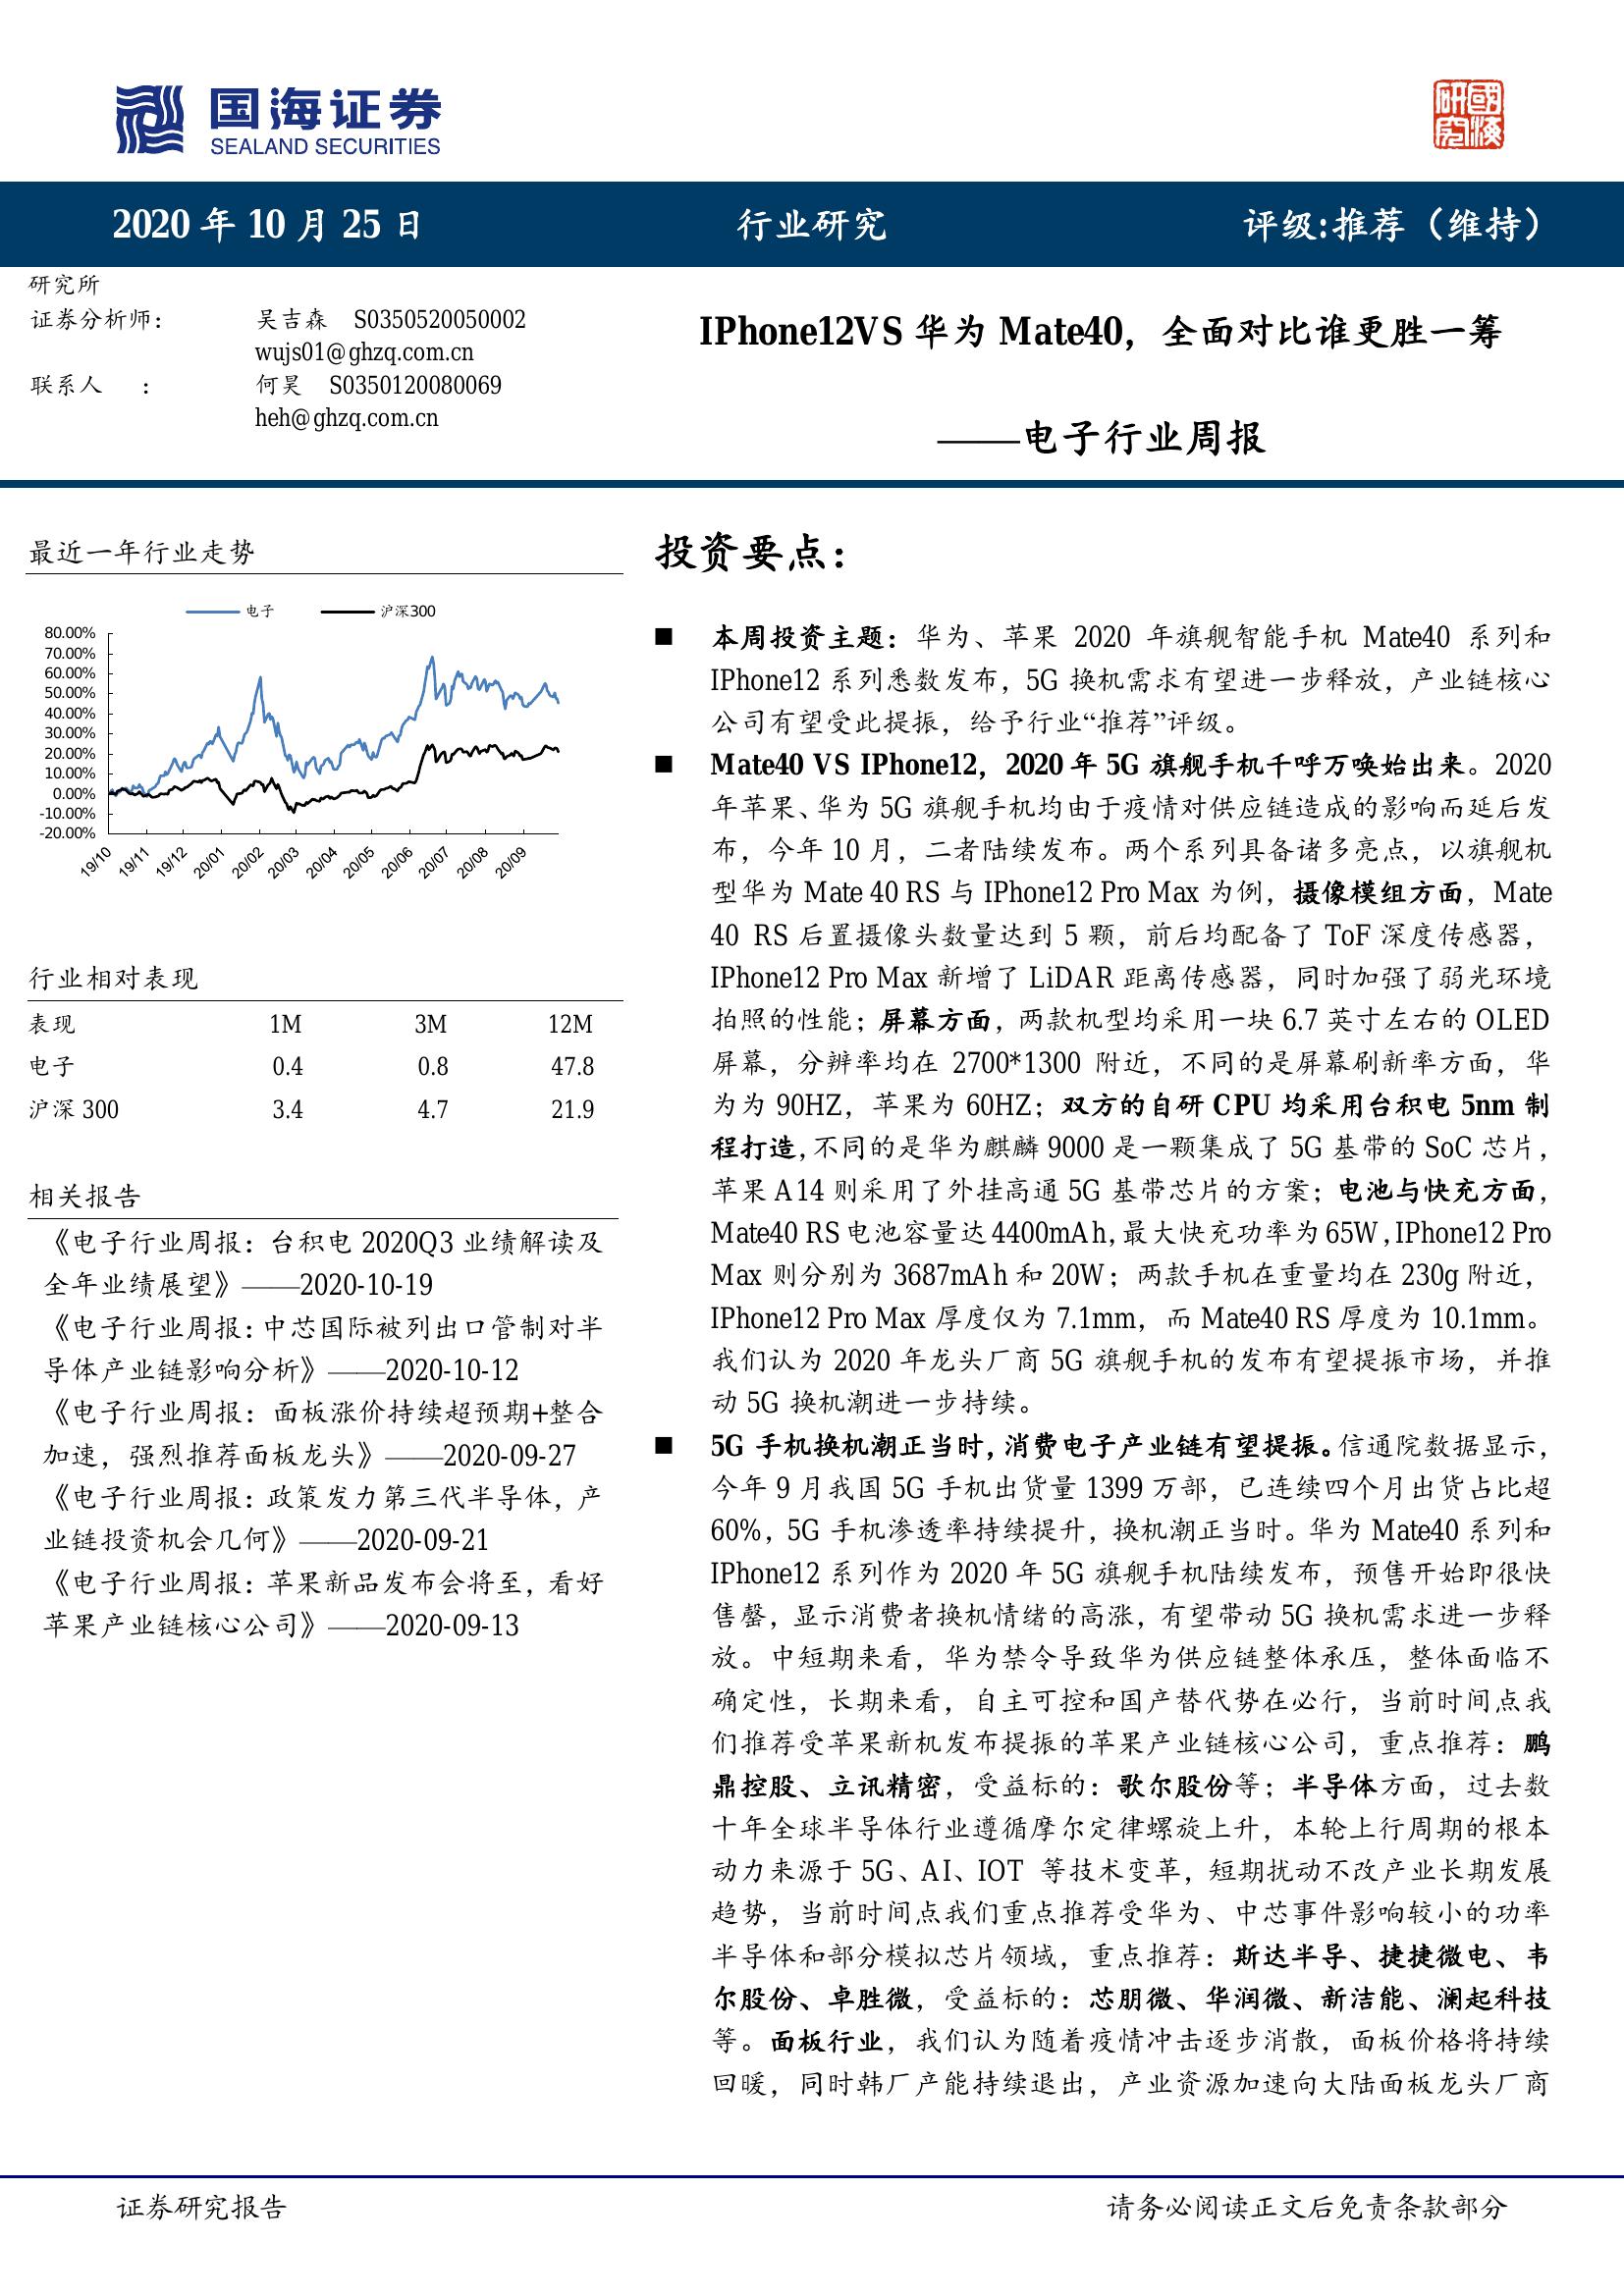 国海证券
SEALAND SECURITIES
研究
國海
2020 年 10 月 25 日
行业研究
评级:推荐（维持）
研究所
证券分析师： 吴吉森 S0350520050002
wujs01@ghzq.com.cn
联系人 ： 何昊 S0350120080069
heh@ghzq.com.cn
IPhone12VS 华为 Mate40，全面对比谁更胜一筹
——电子行业周报
最近一年行业走势
电子 沪深300
80.00%
70.00%
60.00%
50.00%
40.00%
30.00%
20.00%
10.00%
0.00%
-10.00%
-20.00%
19/10 19/11 19/12 20/01 20/02 20/03 20/04 20/05 20/06 20/07 20/08 20/09
行业相对表现
表现 1M 3M 12M
电子 0.4 0.8 47.8
沪深 300 3.4 4.7 21.9
相关报告
《电子行业周报：台积电 2020Q3 业绩解读及
全年业绩展望》——2020-10-19
《电子行业周报：中芯国际被列出口管制对半
导体产业链影响分析》——2020-10-12
《电子行业周报：面板涨价持续超预期+整合
加速，强烈推荐面板龙头》——2020-09-27
《电子行业周报：政策发力第三代半导体，产
业链投资机会几何》——2020-09-21
《电子行业周报：苹果新品发布会将至，看好
苹果产业链核心公司》——2020-09-13
投资要点：
■ 本周投资主题：华为、苹果 2020 年旗舰智能手机 Mate40 系列和
IPhone12 系列悉数发布，5G 换机需求有望进一步释放，产业链核心
公司有望受此提振，给予行业“推荐”评级。
■ Mate40 VS IPhone12，2020 年 5G 旗舰手机千呼万唤始出来。2020
年苹果、华为 5G 旗舰手机均由于疫情对供应链造成的影响而延后发
布，今年 10 月，二者陆续发布。两个系列具备诸多亮点，以旗舰机
型华为 Mate 40 RS 与 IPhone12 Pro Max 为例，摄像模组方面，Mate
40 RS 后置摄像头数量达到 5 颗，前后均配备了 ToF 深度传感器，
IPhone12 Pro Max 新增了 LiDAR 距离传感器，同时加强了弱光环境
拍照的性能；屏幕方面，两款机型均采用一块 6.7 英寸左右的 OLED
屏幕，分辨率均在 2700*1300 附近，不同的是屏幕刷新率方面，华
为为 90HZ，苹果为 60HZ；双方的自研 CPU 均采用台积电 5nm 制
程打造，不同的是华为麒麟 9000 是一颗集成了 5G 基带的 SoC 芯片，
苹果 A14 则采用了外挂高通 5G 基带芯片的方案；电池与快充方面，
Mate40 RS 电池容量达 4400mAh，最大快充功率为 65W，IPhone12 Pro
Max 则分别为 3687mAh 和 20W；两款手机在重量均在 230g 附近，
IPhone12 Pro Max 厚度仅为 7.1mm，而 Mate40 RS 厚度为 10.1mm。
我们认为 2020 年龙头厂商 5G 旗舰手机的发布有望提振市场，并推
动 5G 换机潮进一步持续。
■ 5G 手机换机潮正当时，消费电子产业链有望提振。信通院数据显示，
今年 9 月我国 5G 手机出货量 1399 万部，已连续四个月出货占比超
60%，5G 手机渗透率持续提升，换机潮正当时。华为 Mate40 系列和
IPhone12 系列作为 2020 年 5G 旗舰手机陆续发布，预售开始即很快
售罄，显示消费者换机情绪的高涨，有望带动 5G 换机需求进一步释
放。中短期来看，华为禁令导致华为供应链整体承压，整体面临不
确定性，长期来看，自主可控和国产替代势在必行，当前时间点我
们推荐受苹果新机发布提振的苹果产业链核心公司，重点推荐：鹏
鼎控股、立讯精密，受益标的：歌尔股份等；半导体方面，过去数
十年全球半导体行业遵循摩尔定律螺旋上升，本轮上行周期的根本
动力来源于 5G、AI、IOT 等技术变革，短期扰动不改产业长期发展
趋势，当前时间点我们重点推荐受华为、中芯事件影响较小的功率
半导体和部分模拟芯片领域，重点推荐：斯达半导、捷捷微电、韦
尔股份、卓胜微，受益标的：芯朋微、华润微、新洁能、澜起科技
等。面板行业，我们认为随着疫情冲击逐步消散，面板价格将持续
回暖，同时韩厂产能持续退出，产业资源加速向大陆面板龙头厂商
证券研究报告
请务必阅读正文后免责条款部分